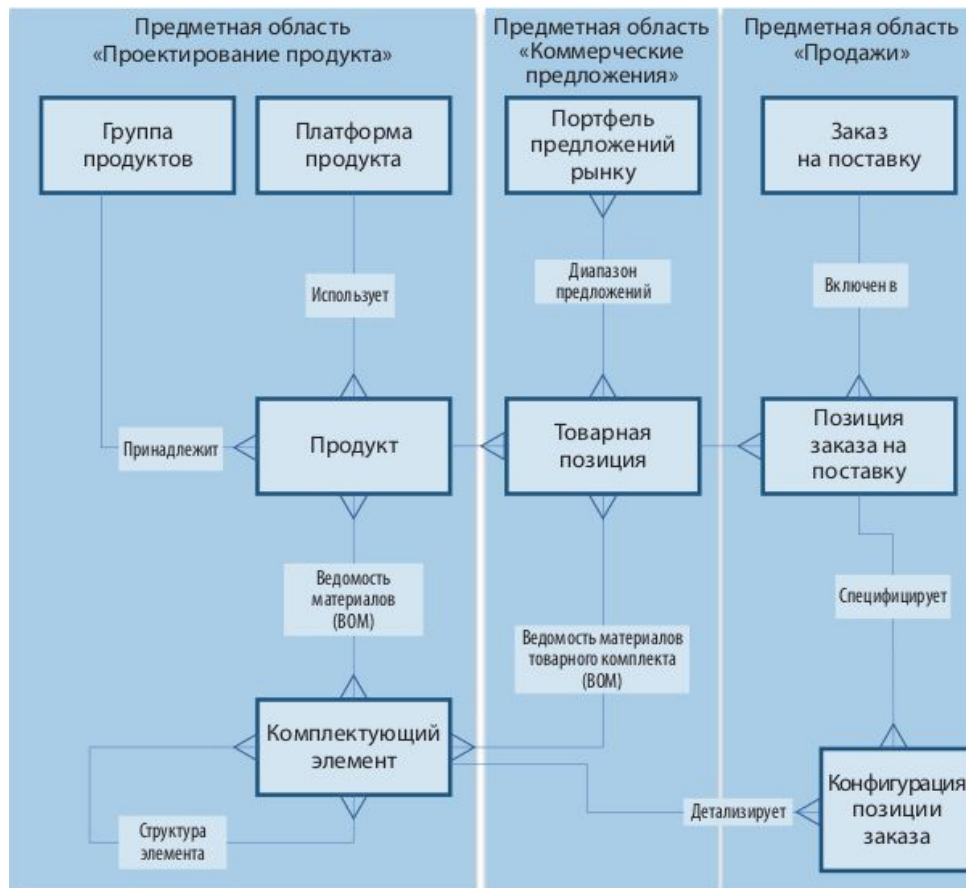 Предметная область
«Проектирование продукта»
Предметная область
«Коммерческие
предложения»
Предметная область
«Продажи»
Группа
продуктов
Платформа
продукта
Портфель
предложений
рынку
Заказ
на поставку
Использует
Диапазон
предложений
Включен в
Принадлежит
Продукт
Товарная
позиция
Позиция
заказа на
поставку
Ведомость
материалов
(BOM)
Ведомость материалов
товарного комплекта
(BOM)
Специфицирует
Комплектующий
элемент
Структура
элемента
Детализирует
Конфигурация
позиции
заказа